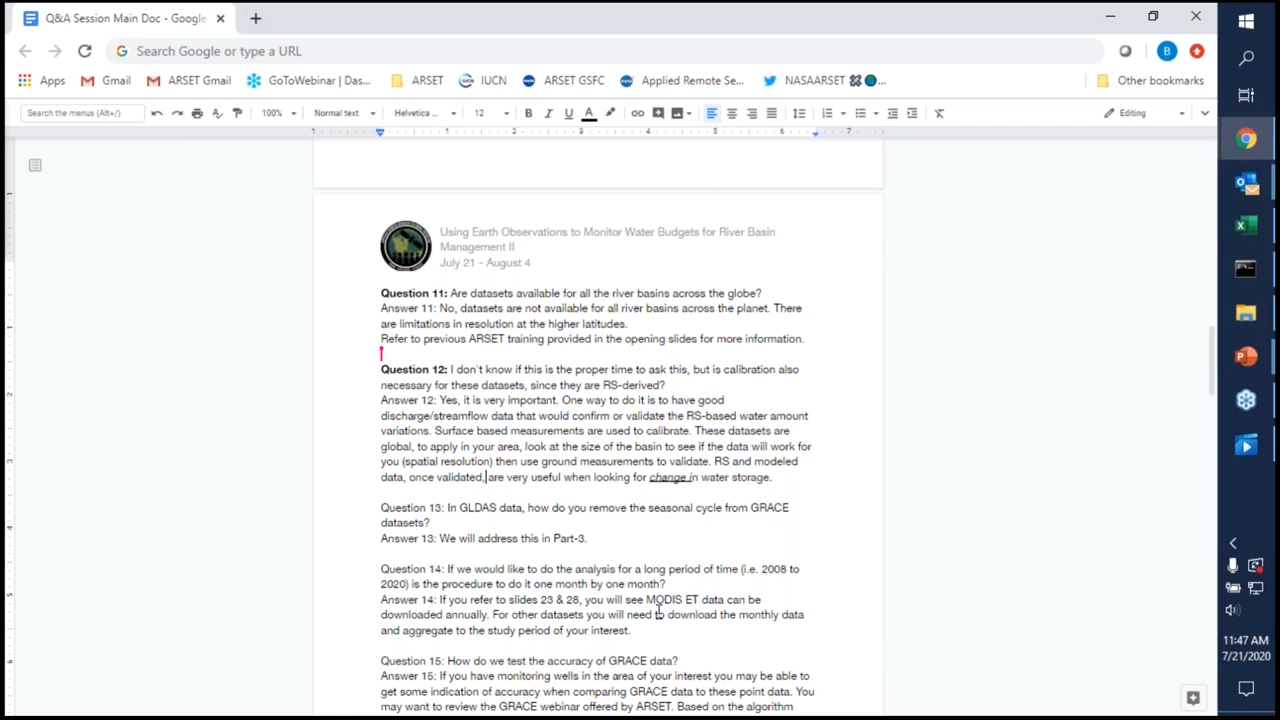 Q&A Session Main Doc - Google
Search Google or type a URL
B
Apps
Gmail
ARSET Gmail
GoToWebinar | Das...
ARSET
IUCN
ARSET GSFC
Applied Remote Se...
NASAARSET
Other bookmarks
Search the menus (Alt+/)
100%
Normal text
Helvetica ...
12
B I U A
Editing
1 1 2 3 4 5 6 7
Using Earth Observations to Monitor Water Budgets for River Basin
Management II
July 21 - August 4
Question 11: Are datasets available for all the river basins across the globe?
Answer 11: No, datasets are not available for all river basins across the planet. There
are limitations in resolution at the higher latitudes.
Refer to previous ARSET training provided in the opening slides for more information.
Question 12: I don't know if this is the proper time to ask this, but is calibration also
necessary for these datasets, since they are RS-derived?
Answer 12: Yes, it is very important. One way to do it is to have good
discharge/streamflow data that would confirm or validate the RS-based water amount
variations. Surface based measurements are used to calibrate. These datasets are
global, to apply in your area, look at the size of the basin to see if the data will work for
you (spatial resolution) then use ground measurements to validate. RS and modeled
data, once validated, are very useful when looking for change in water storage.
Question 13: In GLDAS data, how do you remove the seasonal cycle from GRACE
datasets?
Answer 13: We will address this in Part-3.
Question 14: If we would like to do the analysis for a long period of time (i.e. 2008 to
2020) is the procedure to do it one month by one month?
Answer 14: If you refer to slides 23 & 28, you will see MODIS ET data can be
downloaded annually. For other datasets you will need to download the monthly data
and aggregate to the study period of your interest.
Question 15: How do we test the accuracy of GRACE data?
Answer 15: If you have monitoring wells in the area of your interest you may be able to
get some indication of accuracy when comparing GRACE data to these point data. You
may want to review the GRACE webinar offered by ARSET. Based on the algorithm
11:47 AM
7/21/2020